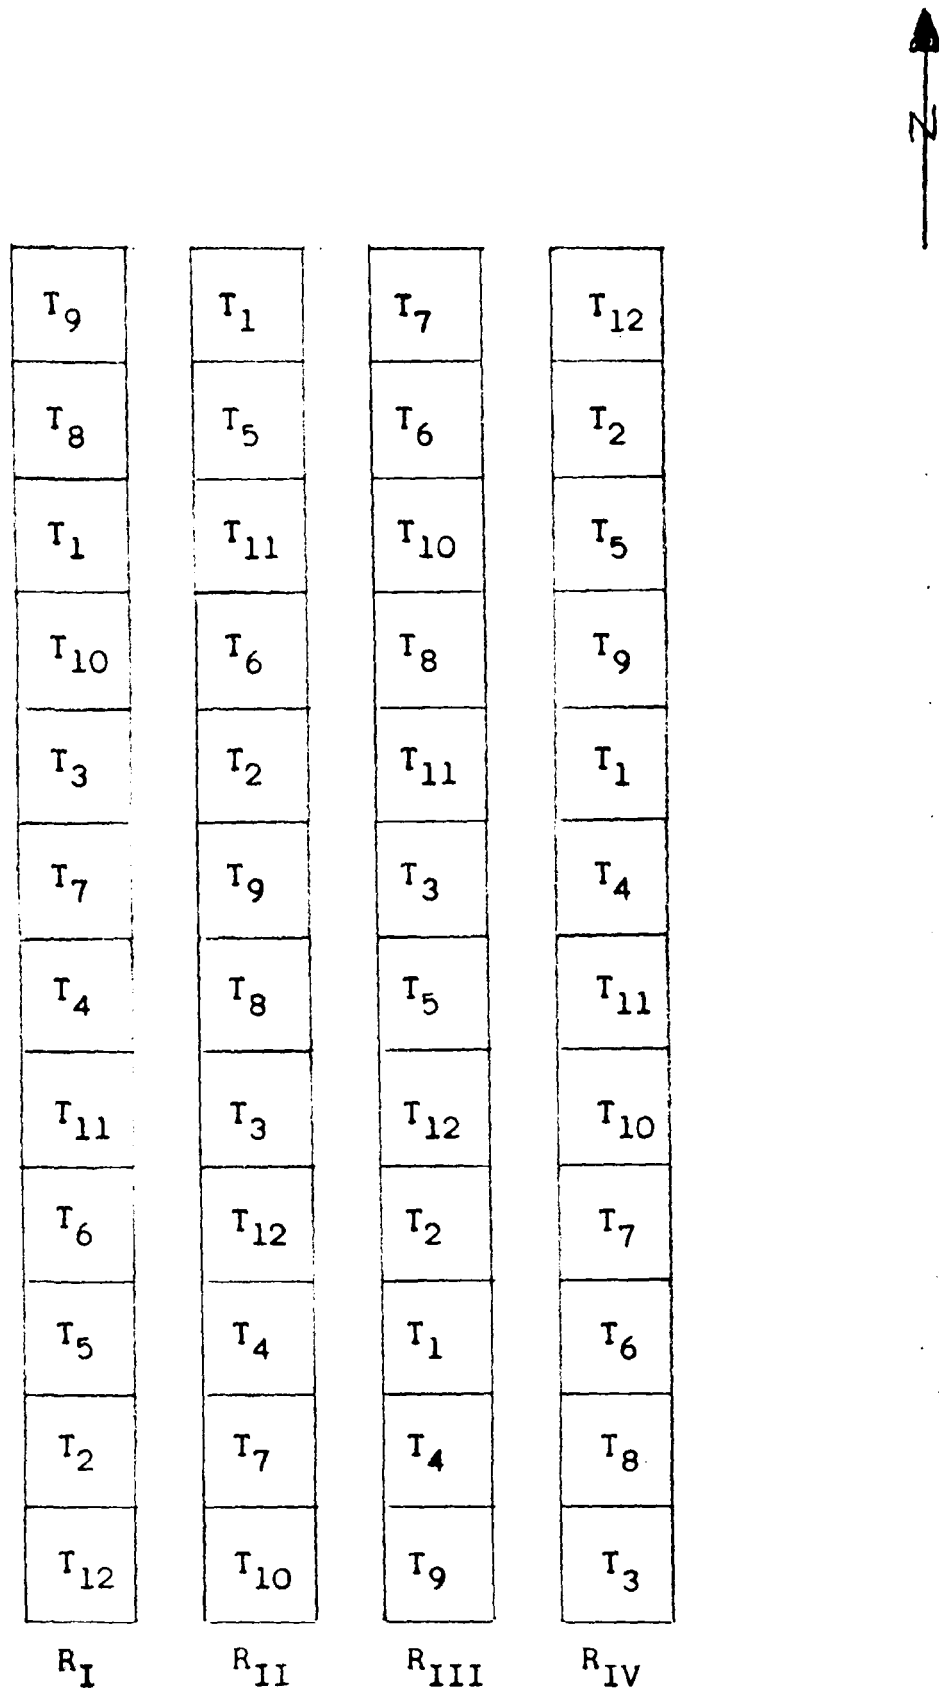 N
T9 T1 T7 T12
T8 T5 T6 T2
T1 T11 T10 T5
T10 T6 T8 T9
T3 T2 T11 T1
T7 T9 T3 T4
T4 T8 T5 T11
T11 T3 T12 T10
T6 T12 T2 T7
T5 T4 T1 T6
T2 T7 T4 T8
T12 T10 T9 T3
RI RII RIII RIV